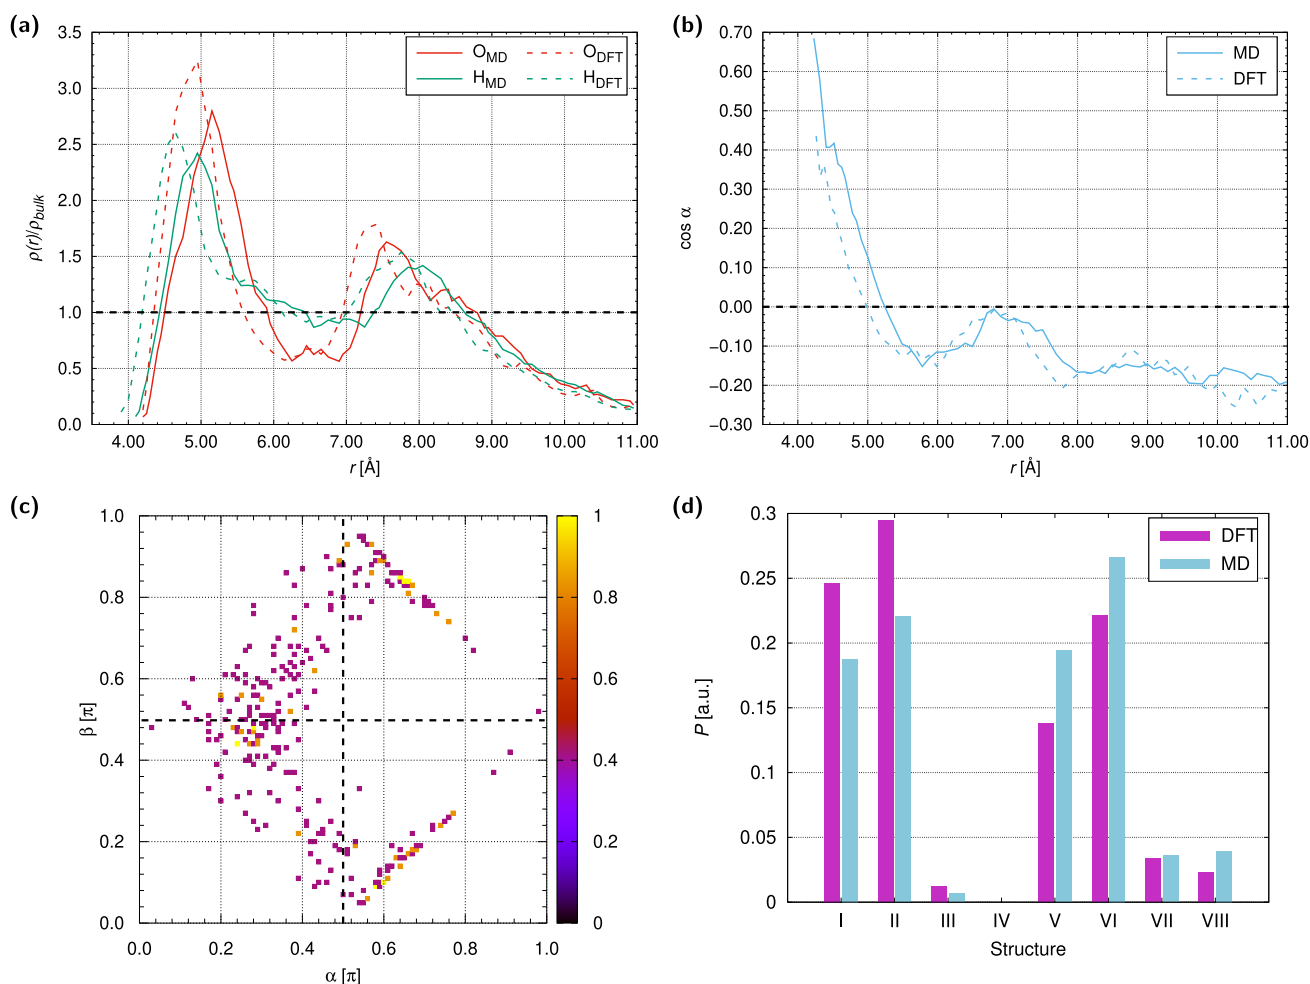 (a)
3.5
3.0
2.5
2.0
1.5
1.0
0.5
0.0
ρ(r)/ρbulk
O_MD O_DFT
H_MD H_DFT
4.00 5.00 6.00 7.00 8.00 9.00 10.00 11.00
r [Å]
(b)
0.70
0.60
0.50
0.40
0.30
0.20
0.10
0.00
−0.10
−0.20
−0.30
cos α
MD
DFT
4.00 5.00 6.00 7.00 8.00 9.00 10.00 11.00
r [Å]
(c)
1.0
0.8
0.6
0.4
0.2
0.0
β [π]
0.0 0.2 0.4 0.6 0.8 1.0
α [π]
1
0.8
0.6
0.4
0.2
0
(d)
0.3
0.25
0.2
0.15
0.1
0.05
0
P [a.u.]
DFT
MD
I II III IV V VI VII VIII
Structure